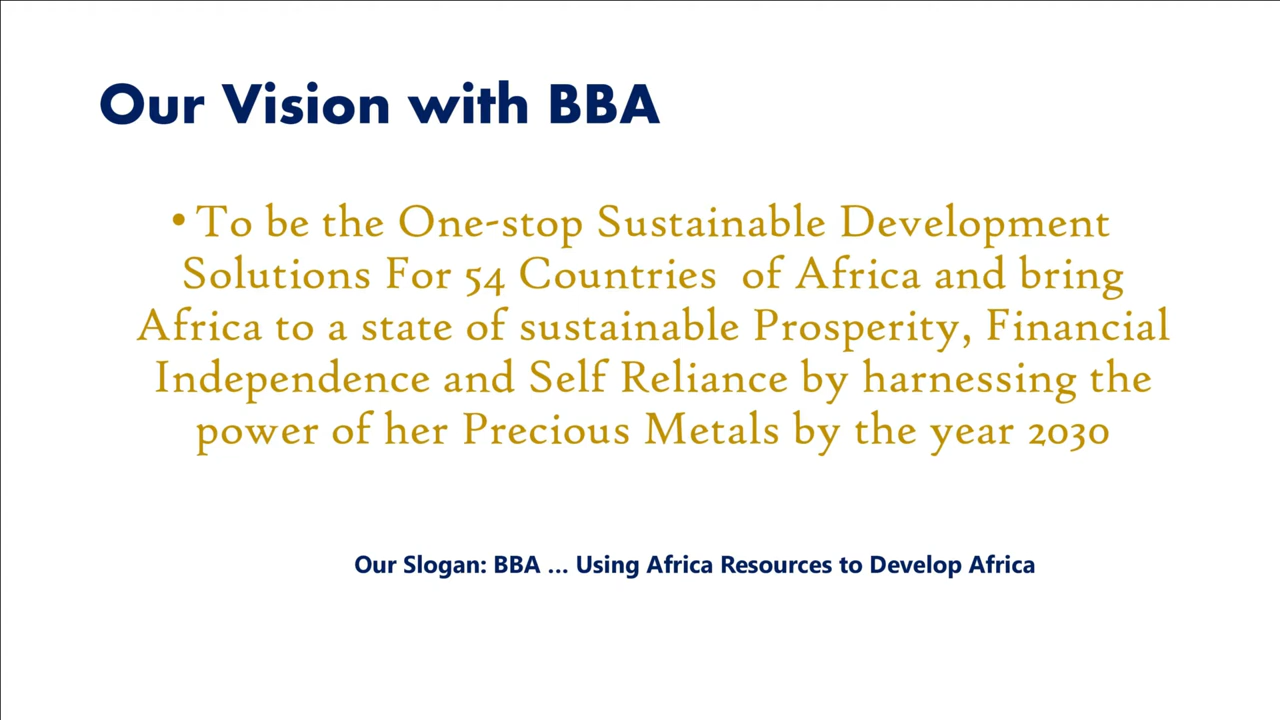 Our Vision with BBA
• To be the One-stop Sustainable Development
Solutions For 54 Countries  of Africa and bring
Africa to a state of sustainable Prosperity, Financial
Independence and Self Reliance by harnessing the
power of her Precious Metals by the year 2030
Our Slogan: BBA ... Using Africa Resources to Develop Africa